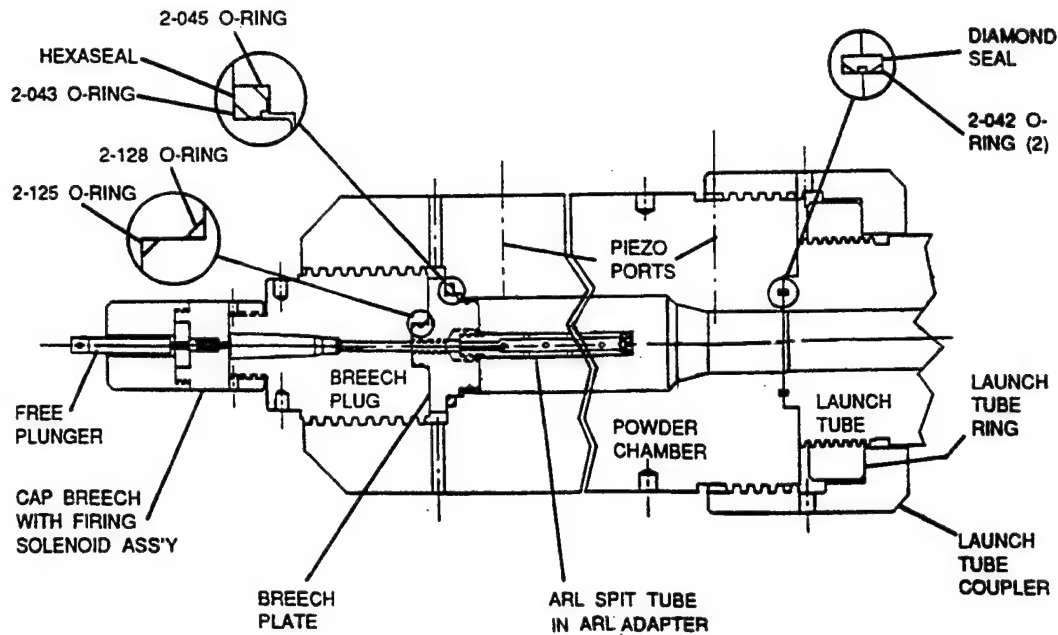 2-045 O-RING
HEXASEAL
2-043 O-RING
2-128 O-RING
2-125 O-RING
DIAMOND
SEAL
2-042 O-
RING (2)
PIEZO
PORTS
FREE
PLUNGER
BREECH
PLUG
POWDER
CHAMBER
LAUNCH
TUBE
LAUNCH
TUBE
RING
CAP BREECH
WITH FIRING
SOLENOID ASS'Y
BREECH
PLATE
ARL SPIT TUBE
IN ARL ADAPTER
LAUNCH
TUBE
COUPLER